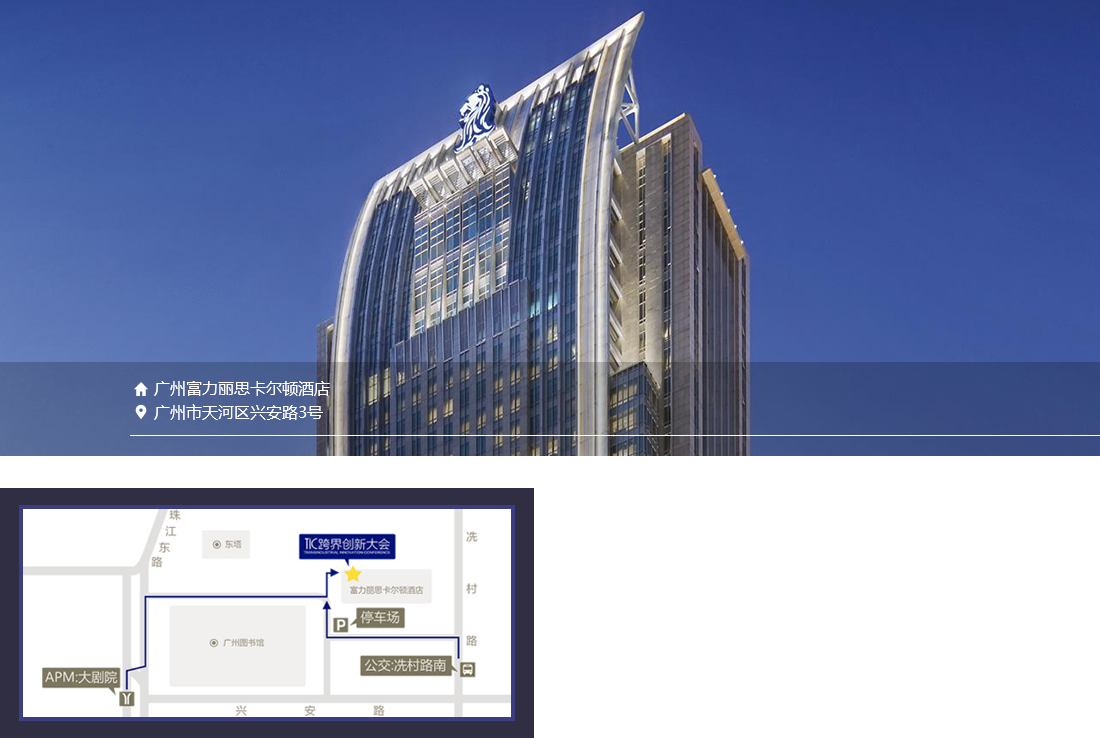 广州富力丽思卡尔顿酒店
广州市天河区兴安路3号
珠江东路
东塔
TIC跨界创新大会
TRANSINDUSTRIAL INNOVATION CONFERENCE
冼村路
富力丽思卡尔顿酒店
P
停车场
广州图书馆
公交:冼村路南
APM:大剧院
兴安路